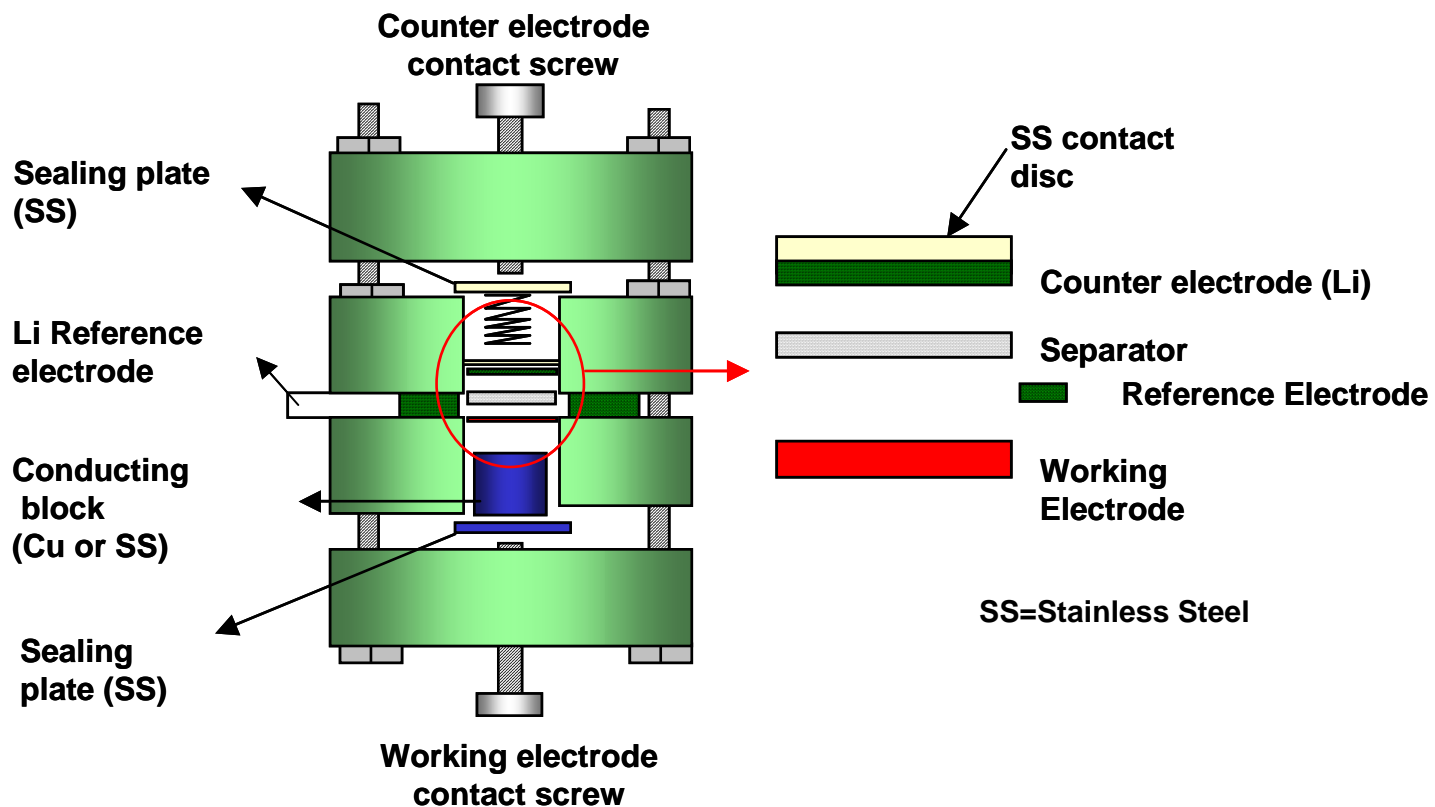 Counter electrode
contact screw
Sealing plate
(SS)
Li Reference
electrode
Conducting
block
(Cu or SS)
Sealing
plate (SS)
Working electrode
contact screw
SS contact
disc
Counter electrode (Li)
Separator
Reference Electrode
Working
Electrode
SS=Stainless Steel